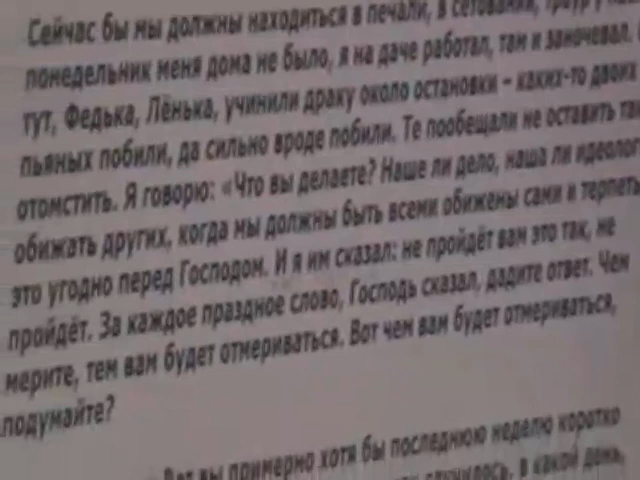 Сейчас бы мы должны находиться в печали, в сетовании, траур у
понедельник меня дома не было, я на даче работал, там и заночевал.
тут, Федька, Лёнька, учинили драку около остановки – каких-то двоих
пьяных побили, да сильно вроде побили. Те пообещали не оставить
отомстить. Я говорю: «Что вы делаете? Наше ли дело, наша ли идеолог
обижать других, когда мы должны быть всеми обижены сами и терпеть
это угодно перед Господом. И я им сказал: не пройдёт вам это так, не
пройдёт. За каждое праздное слово, Господь сказал, дадите ответ. Чем
мерите, тем вам будет отмериваться. Вот чем вам будет отмериваться,
подумайте?
Вот вы примерно хотя бы последнюю неделю коротко
случилось, в какой день,